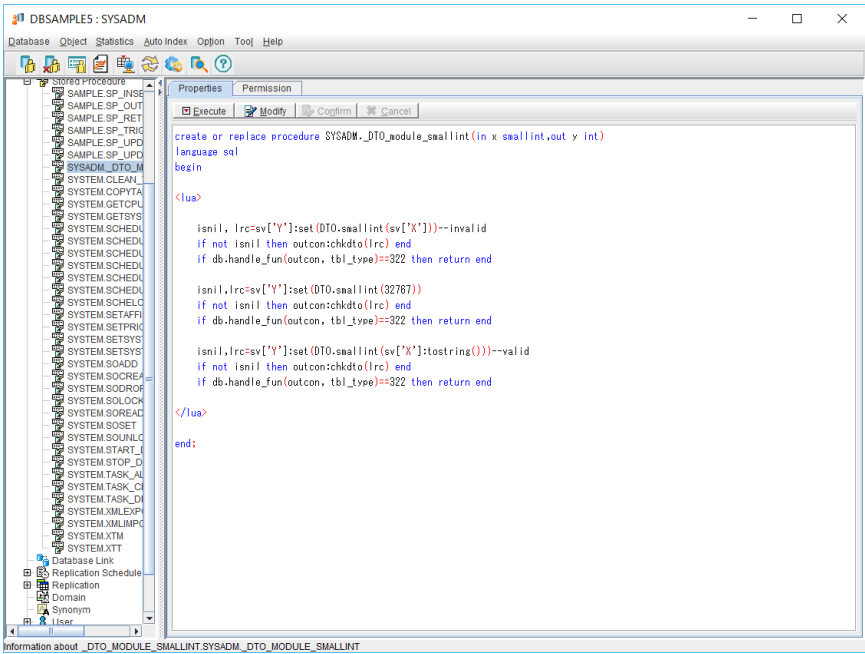 DBSAMPLE5 : SYSADM
Database Object Statistics Auto Index Option Tool Help
Stored Procedure
SAMPLE.SP_INSE
SAMPLE.SP_OUT
SAMPLE.SP_RET
SAMPLE.SP_TRIG
SAMPLE.SP_UPD
SAMPLE.SP_UPD
SYSADM._DTO_M
SYSTEM.CLEAN_
SYSTEM.COPYTA
SYSTEM.GETCPU
SYSTEM.GETSYS
SYSTEM.SCHEDU
SYSTEM.SCHEDU
SYSTEM.SCHEDU
SYSTEM.SCHEDU
SYSTEM.SCHEDU
SYSTEM.SCHEDU
SYSTEM.SCHELO
SYSTEM.SETAFFI
SYSTEM.SETPRIO
SYSTEM.SETSYS
SYSTEM.SETSYS
SYSTEM.SOADD
SYSTEM.SOCREA
SYSTEM.SODROP
SYSTEM.SOLOCK
SYSTEM.SOREAD
SYSTEM.SOSET
SYSTEM.SOUNLO
SYSTEM.START_
SYSTEM.STOP_D
SYSTEM.TASK_AL
SYSTEM.TASK_C
SYSTEM.TASK_D
SYSTEM.XMLEXP
SYSTEM.XMLIMPO
SYSTEM.XTM
SYSTEM.XTT
Database Link
Replication Schedule
Replication
Domain
Synonym
User
Properties Permission
Execute Modify Confirm Cancel
create or replace procedure SYSADM._DTO_module_smallint(in x smallint,out y int)
language sql
begin
<lua>
isnil, lrc=sv['Y']:set(DTO.smallint(sv['X']))--invalid
if not isnil then outcon:chkdto(lrc) end
if db.handle_fun(outcon, tbl_type)==322 then return end
isnil,lrc=sv['Y']:set(DTO.smallint(32767))
if not isnil then outcon:chkdto(lrc) end
if db.handle_fun(outcon, tbl_type)==322 then return end
isnil,lrc=sv['Y']:set(DTO.smallint(sv['X']:tostring()))--valid
if not isnil then outcon:chkdto(lrc) end
if db.handle_fun(outcon, tbl_type)==322 then return end
</lua>
end;
Information about _DTO_MODULE_SMALLINT.SYSADM._DTO_MODULE_SMALLINT